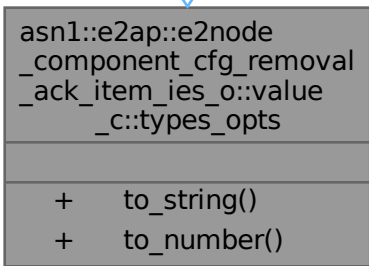 asn1::e2ap::e2node
_component_cfg_removal
_ack_item_ies_o::value
_c::types_opts
+ to_string()
+ to_number()